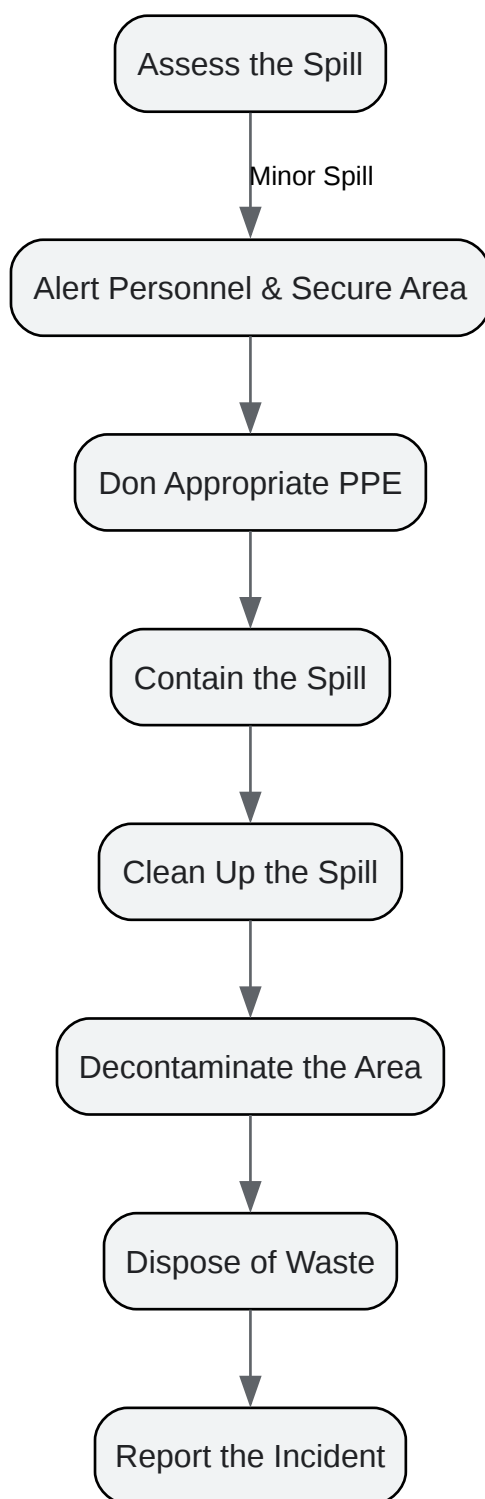 Assess the Spill
Minor Spill
Alert Personnel & Secure Area
Don Appropriate PPE
Contain the Spill
Clean Up the Spill
Decontaminate the Area
Dispose of Waste
Report the Incident